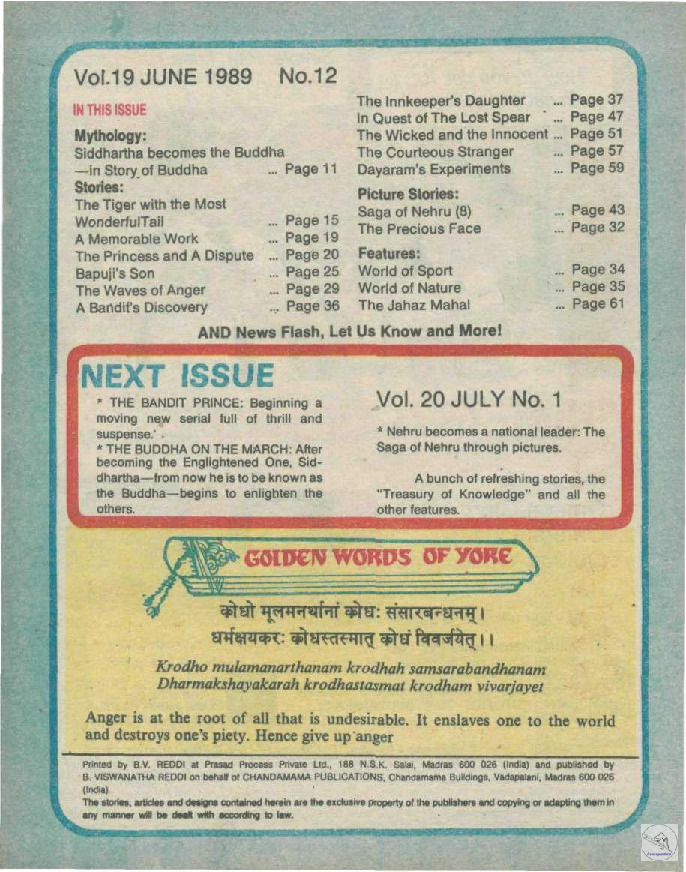 Vol.19 JUNE 1989 No.12
IN THIS ISSUE
Mythology:
Siddhartha becomes the Buddha
—in Story of Buddha ... Page 11
Stories:
The Tiger with the Most
WonderfulTail ... Page 15
A Memorable Work ... Page 19
The Princess and A Dispute ... Page 20
Bapuji's Son ... Page 25
The Waves of Anger ... Page 29
A Bandit's Discovery ... Page 36
The Innkeeper's Daughter ... Page 37
In Quest of The Lost Spear ... Page 47
The Wicked and the Innocent ... Page 51
The Courteous Stranger ... Page 57
Dayaram's Experiments ... Page 59
Picture Stories:
Saga of Nehru (8) ... Page 43
The Precious Face ... Page 32
Features:
World of Sport ... Page 34
World of Nature ... Page 35
The Jahaz Mahal ... Page 61
AND News Flash, Let Us Know and More!
NEXT ISSUE
* THE BANDIT PRINCE: Beginning a
moving new serial full of thrill and
suspense.
* THE BUDDHA ON THE MARCH: After
becoming the Englightened One, Sid-
dhartha—from now he is to be known as
the Buddha—begins to enlighten the
others.
Vol. 20 JULY No. 1
* Nehru becomes a national leader: The
Saga of Nehru through pictures.
A bunch of refreshing stories, the
"Treasury of Knowledge" and all the
other features.
GOLDEN WORDS OF YORE
क्रोधो मूलमनर्थानां क्रोधः संसारबन्धनम् ।
धर्मक्षयकरः क्रोधस्तस्मात् क्रोधं विवर्जयेत् ।।
Krodho mulamanarthanam krodhah samsarabandhanam
Dharmakshayakarah krodhastasmat krodham vivarjayet
Anger is at the root of all that is undesirable. It enslaves one to the world
and destroys one's piety. Hence give up anger
Printed by B.V. REDDI at Prasad Process Private Ltd., 188 N.S.K. Salai, Madras 600 026 (India) and published by
B. VISWANATHA REDDI on behalf of CHANDAMAMA PUBLICATIONS, Chandamama Buildings, Vadapalani, Madras 600 026
(India).
The stories, articles and designs contained herein are the exclusive property of the publishers and copying or adapting them in
any manner will be dealt with according to law.